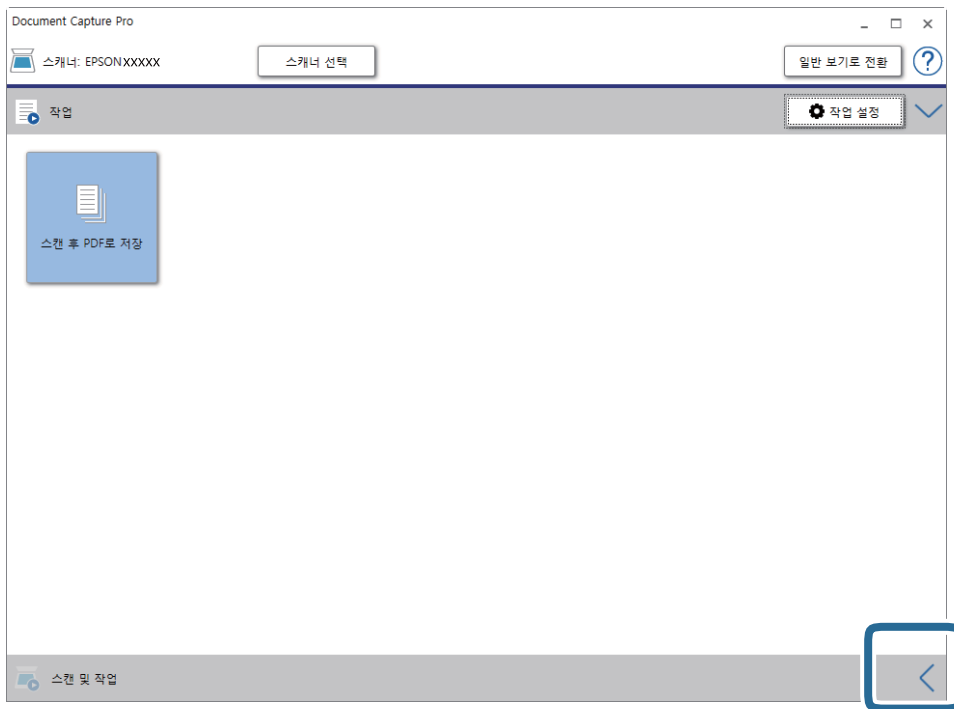 Document Capture Pro
스캐너: EPSON XXXXX
스캐너 선택
일반 보기로 전환
?
작업
작업 설정
스캔 후 PDF로 저장
스캔 및 작업